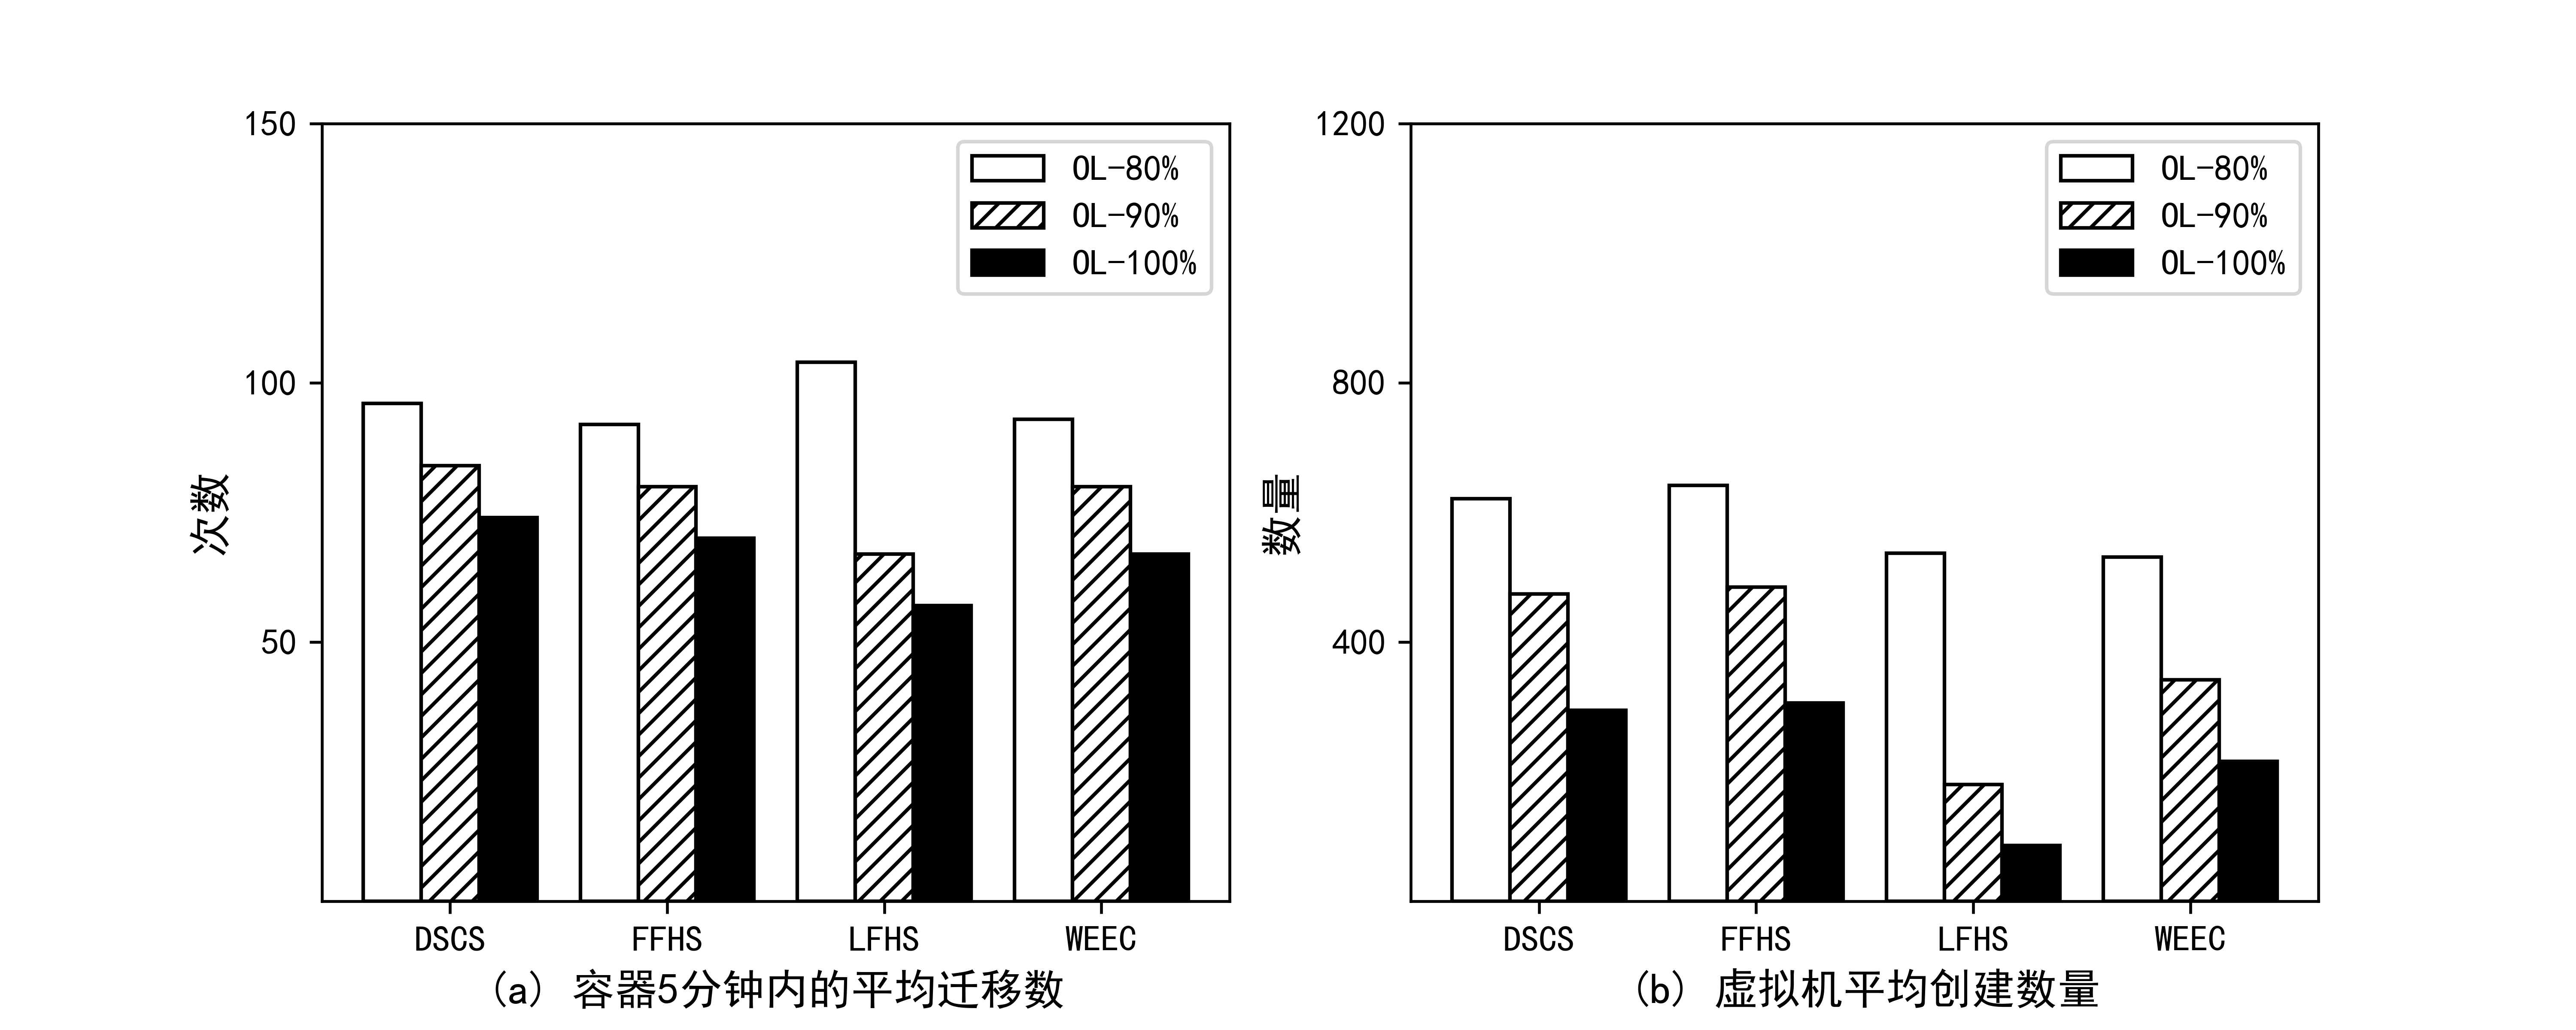 150
100
50
次数
OL-80%
OL-90%
OL-100%
DSCS FFHS LFHS WEEC
(a) 容器5分钟内的平均迁移数
1200
800
400
数量
OL-80%
OL-90%
OL-100%
DSCS FFHS LFHS WEEC
(b) 虚拟机平均创建数量